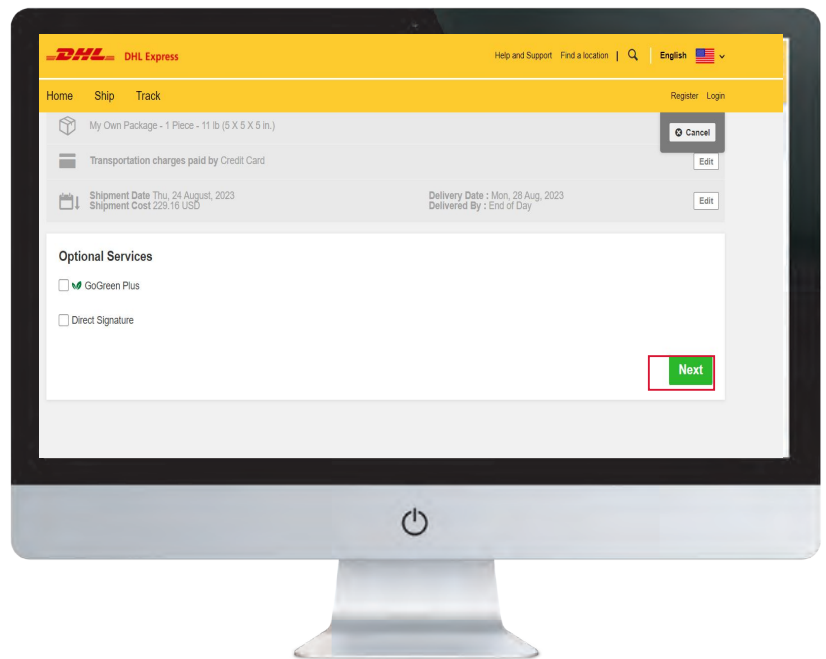 DHL DHL Express
Help and Support Find a location | English
Home Ship Track
Register Login
My Own Package - 1 Piece - 11 lb (5 X 5 X 5 in.)
Cancel
Transportation charges paid by Credit Card
Edit
Shipment Date Thu, 24 August, 2023
Shipment Cost 229.16 USD
Delivery Date : Mon, 28 Aug, 2023
Delivered By : End of Day
Edit
Optional Services
GoGreen Plus
Direct Signature
Next